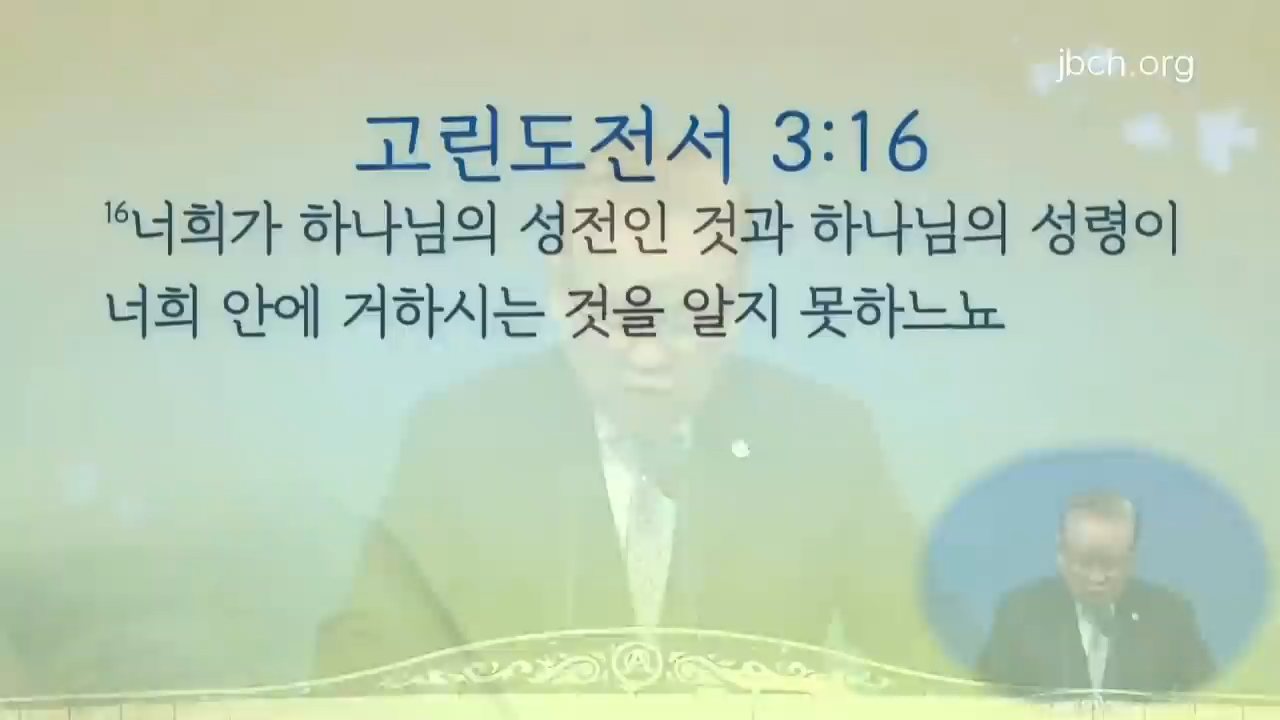 jbch.org
고린도전서 3:16
16너희가 하나님의 성전인 것과 하나님의 성령이
너희 안에 거하시는 것을 알지 못하느뇨